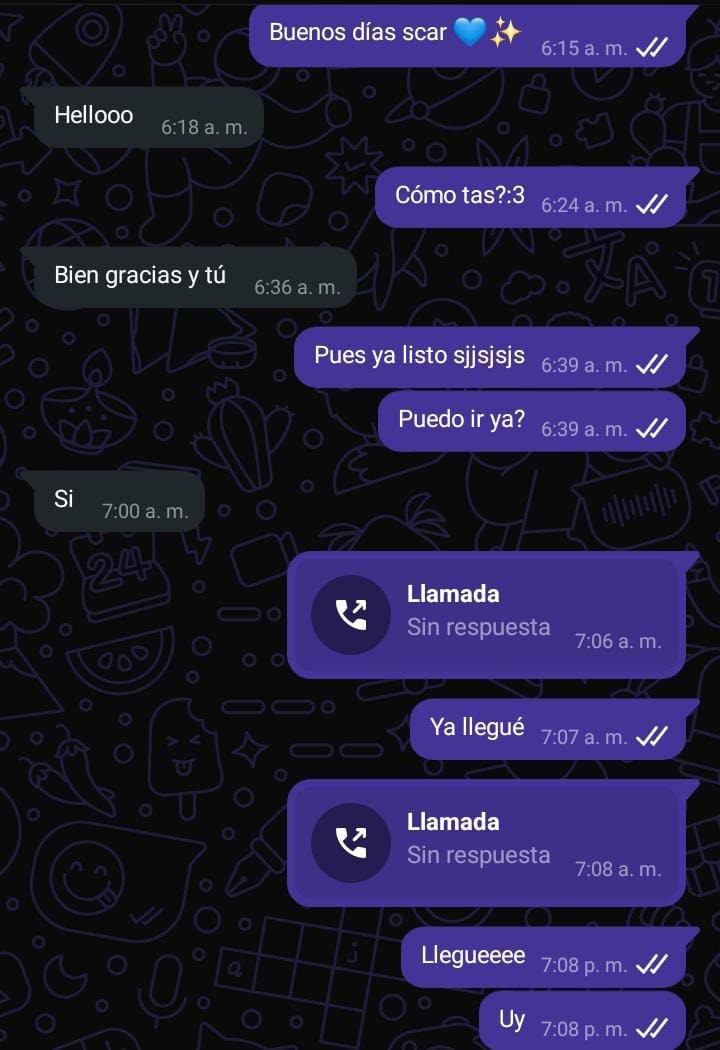 Buenos días scar 💙✨ 6:15 a. m.
Hellooo 6:18 a. m.
Cómo tas?:3 6:24 a. m.
Bien gracias y tú 6:36 a. m.
Pues ya listo sjjsjsjs 6:39 a. m.
Puedo ir ya? 6:39 a. m.
Si 7:00 a. m.
Llamada
Sin respuesta 7:06 a. m.
Ya llegué 7:07 a. m.
Llamada
Sin respuesta 7:08 a. m.
Llegueeee 7:08 p. m.
Uy 7:08 p. m.